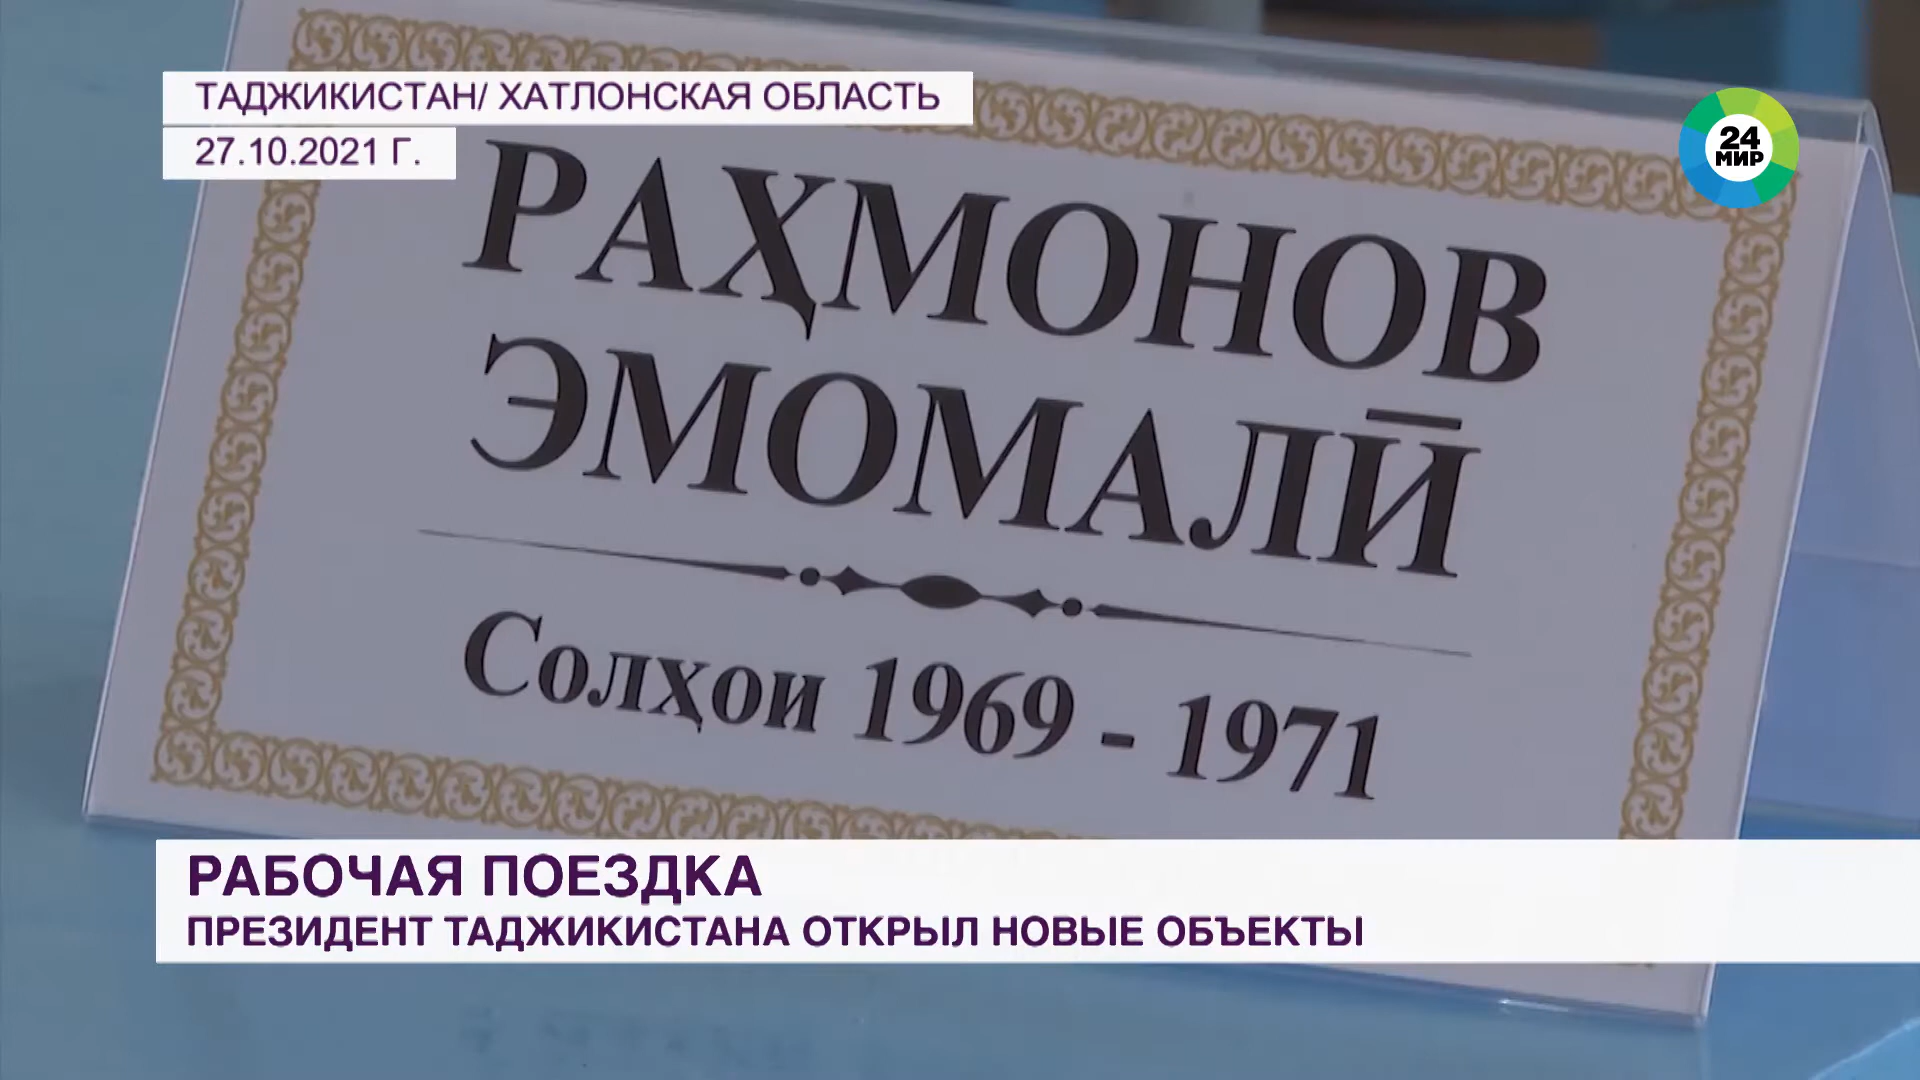 ТАДЖИКИСТАН/ ХАТЛОНСКАЯ ОБЛАСТЬ
27.10.2021 Г.
24
МИР
РАҲМОНОВ
ЭМОМАЛӢ
Солҳои 1969 - 1971
РАБОЧАЯ ПОЕЗДКА
ПРЕЗИДЕНТ ТАДЖИКИСТАНА ОТКРЫЛ НОВЫЕ ОБЪЕКТЫ